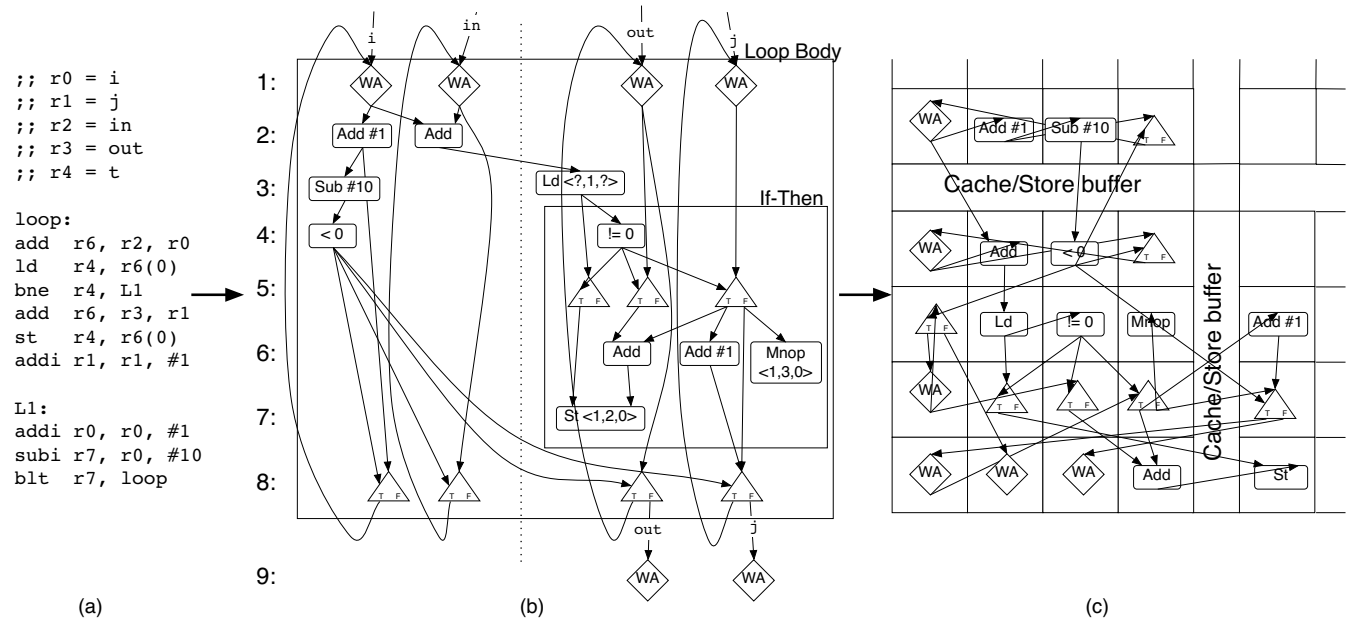 ;; r0 = i
;; r1 = j
;; r2 = in
;; r3 = out
;; r4 = t
loop:
add r6, r2, r0
ld r4, r6(0)
bne r4, L1
add r6, r3, r1
st r4, r6(0)
addi r1, r1, #1
L1:
addi r0, r0, #1
subi r7, r0, #10
blt r7, loop
(a)
i in out j
Loop Body
1: WA WA WA WA
2: Add #1 Add
3: Sub #10 Ld <?,1,?>
If-Then
4: < 0 != 0
5: T F T F T F
6: Add Add #1 Mnop
<1,3,0>
7: St <1,2,0>
8: T F T F T F T F
out j
9: WA WA
(b)
WA Add #1 Sub #10 T F
Cache/Store buffer
WA Add < 0 T F
T F Ld != 0 Mnop Add #1
Cache/Store buffer
WA T F T F T F T F
WA WA WA Add St
(c)